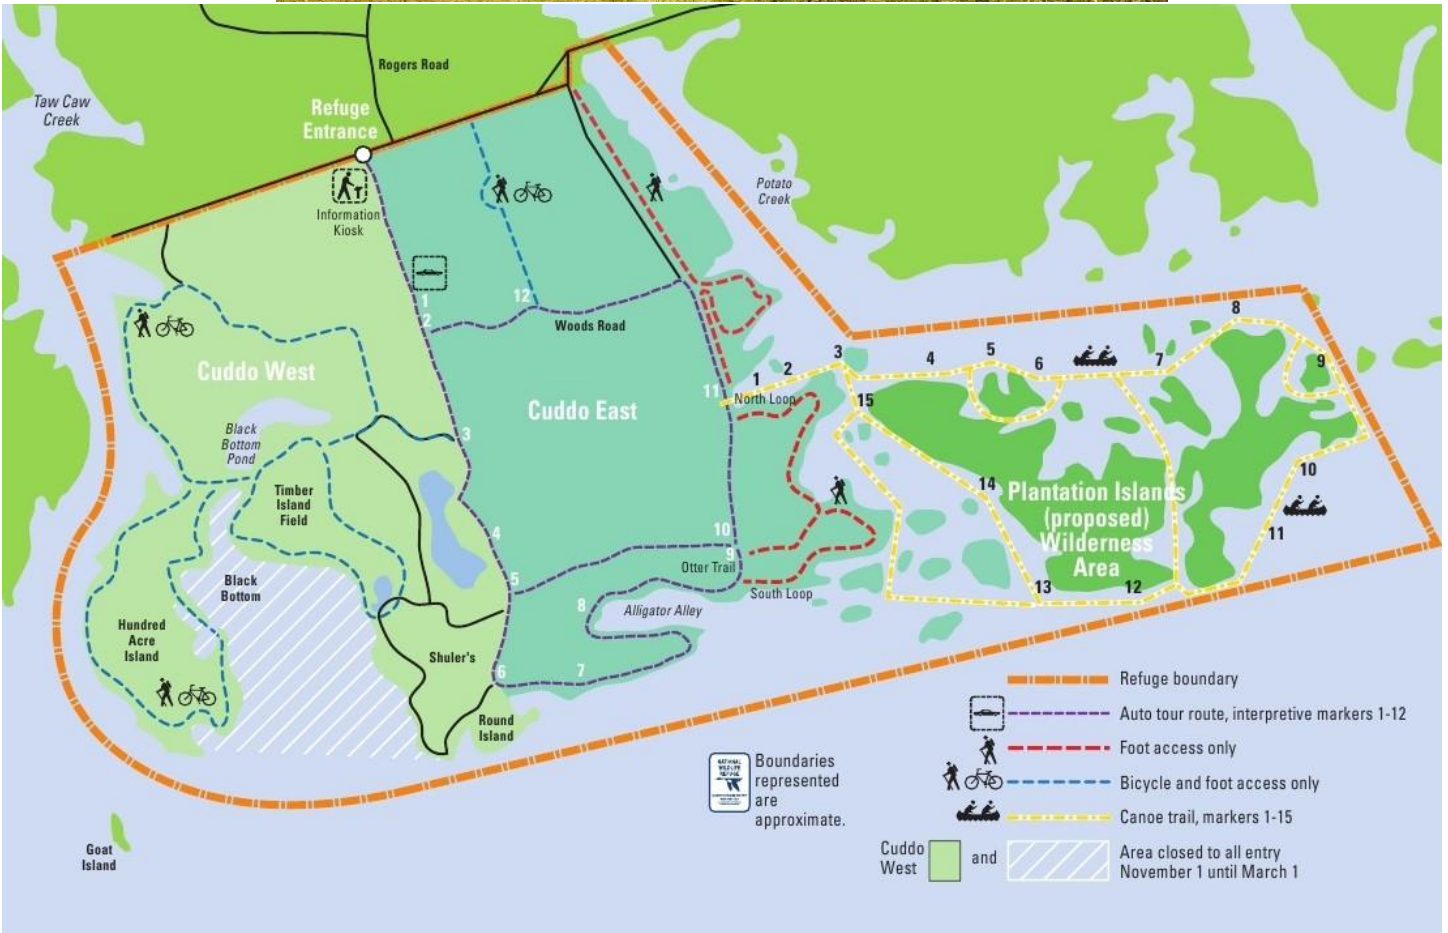 Rogers Road
Taw Caw
Creek
Refuge
Entrance
Information
Kiosk
Potato
Creek
1
2
12
Woods Road
Cuddo West
Cuddo East
Black
Bottom
Pond
3
Timber
Island
Field
4
5
Black
Bottom
Hundred
Acre
Island
Shuler's
6
7
8
Alligator Alley
9
10
Otter Trail
South Loop
11
North Loop
Round
Island
Goat
Island
1
2
3
4
5
6
7
8
9
10
11
12
13
14
15
Plantation Islands
(proposed)
Wilderness
Area
NATIONAL
WILDLIFE
REFUGE
Boundaries
represented
are
approximate.
Refuge boundary
Auto tour route, interpretive markers 1-12
Foot access only
Bicycle and foot access only
Canoe trail, markers 1-15
Cuddo
West
and
Area closed to all entry
November 1 until March 1